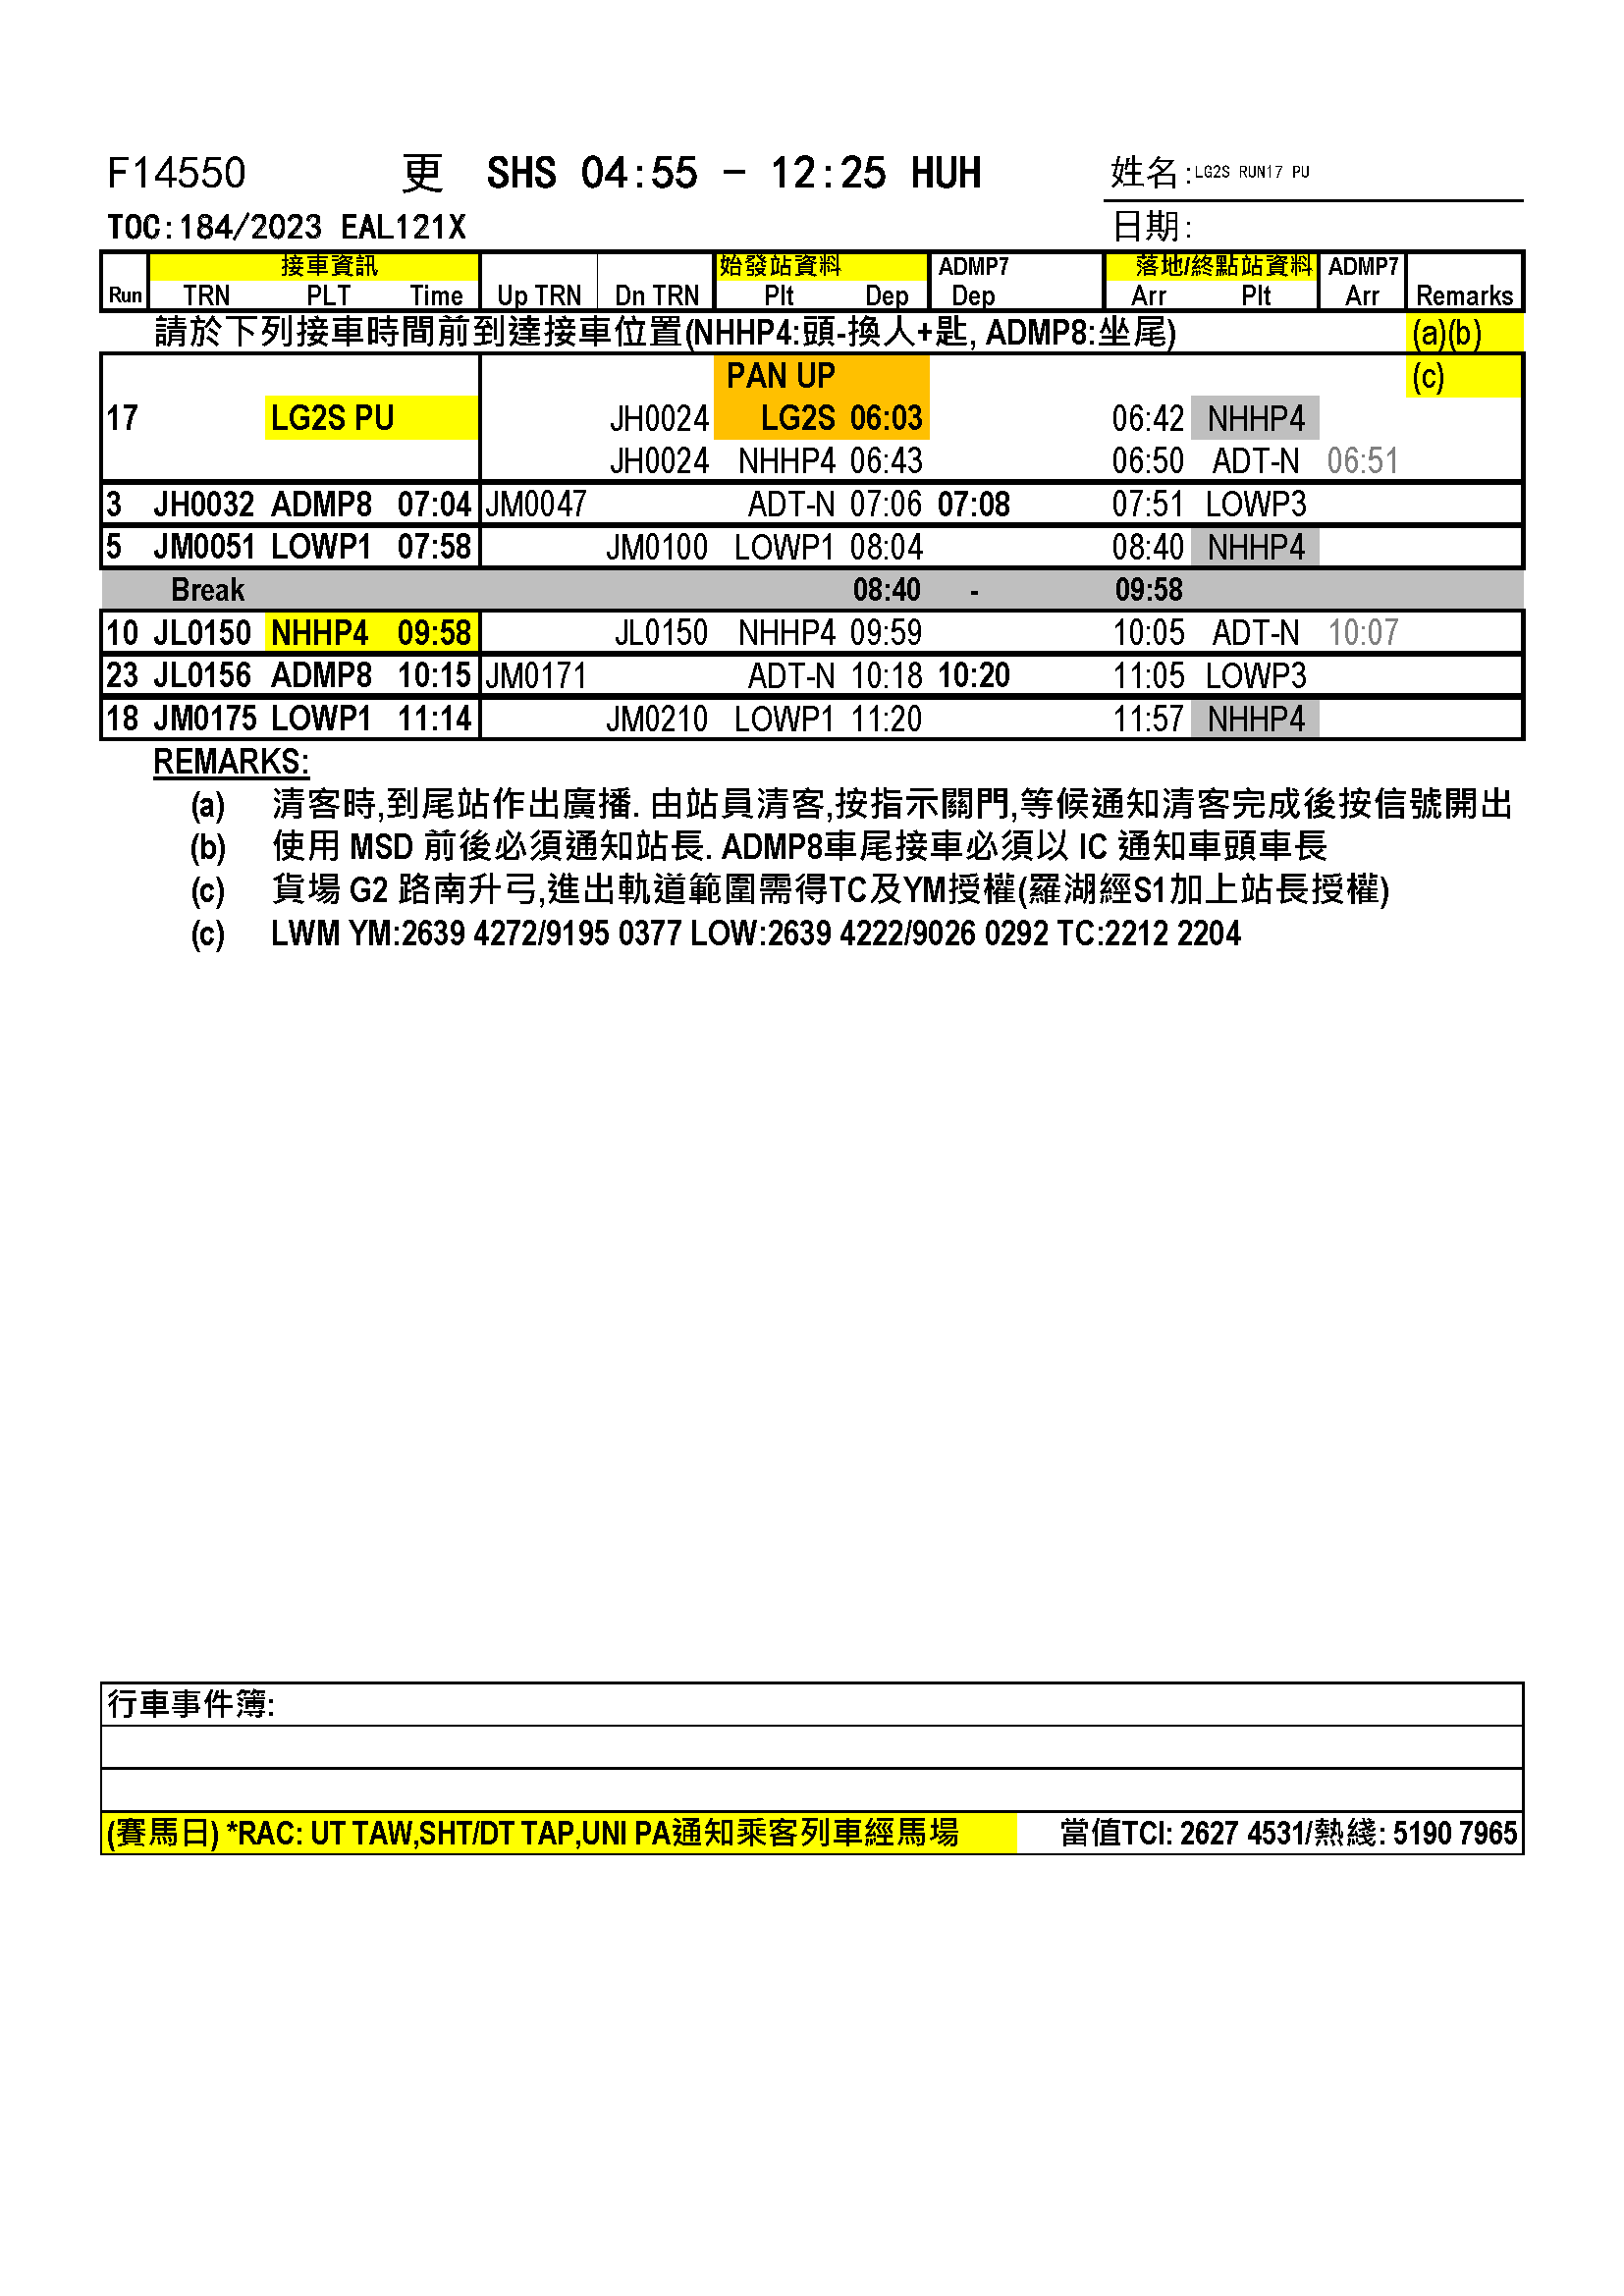 F14550 更 SHS 04:55 - 12:25 HUH 姓名:LG2S RUN17 PU
TOC:184/2023 EAL121X 日期:
接車資訊 始發站資料 ADMP7 落地/終點站資料 ADMP7
Run TRN PLT Time Up TRN Dn TRN Plt Dep Dep Arr Plt Arr Remarks
請於下列接車時間前到達接車位置(NHHP4:頭-換人+匙, ADMP8:坐尾) (a)(b)
PAN UP (c)
17 LG2S PU JH0024 LG2S 06:03 06:42 NHHP4
JH0024 NHHP4 06:43 06:50 ADT-N 06:51
3 JH0032 ADMP8 07:04 JM0047 ADT-N 07:06 07:08 07:51 LOWP3
5 JM0051 LOWP1 07:58 JM0100 LOWP1 08:04 08:40 NHHP4
Break 08:40 - 09:58
10 JL0150 NHHP4 09:58 JL0150 NHHP4 09:59 10:05 ADT-N 10:07
23 JL0156 ADMP8 10:15 JM0171 ADT-N 10:18 10:20 11:05 LOWP3
18 JM0175 LOWP1 11:14 JM0210 LOWP1 11:20 11:57 NHHP4
REMARKS:
(a) 清客時,到尾站作出廣播. 由站員清客,按指示關門,等候通知清客完成後按信號開出
(b) 使用 MSD 前後必須通知站長. ADMP8車尾接車必須以 IC 通知車頭車長
(c) 貨場 G2 路南升弓,進出軌道範圍需得TC及YM授權(羅湖經S1加上站長授權)
(c) LWM YM:2639 4272/9195 0377 LOW:2639 4222/9026 0292 TC:2212 2204
行車事件簿:
(賽馬日) *RAC: UT TAW,SHT/DT TAP,UNI PA通知乘客列車經馬場 當值TCI: 2627 4531/熱綫: 5190 7965